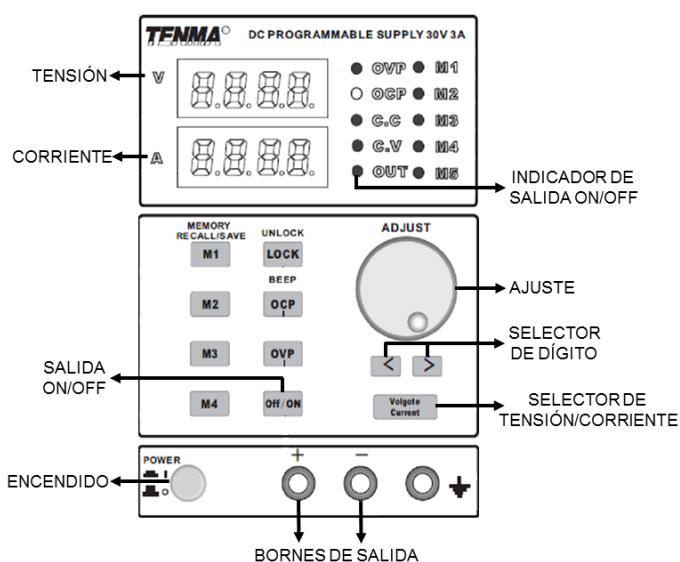 TENMA DC PROGRAMMABLE SUPPLY 30V 3A
TENSIÓN V
OVP M1
OCP M2
C.C M3
CORRIENTE A
C.V M4
OUT M5
INDICADOR DE
SALIDA ON/OFF
MEMORY
RECALL/SAVE
UNLOCK
ADJUST
M1 LOCK
BEEP
M2 OCP
AJUSTE
SELECTOR
DE DÍGITO
M3 OVP
< >
SALIDA
ON/OFF
M4 Off/ON
Volgote
Current
SELECTOR DE
TENSIÓN/CORRIENTE
POWER
+ −
I
O
ENCENDIDO
BORNES DE SALIDA